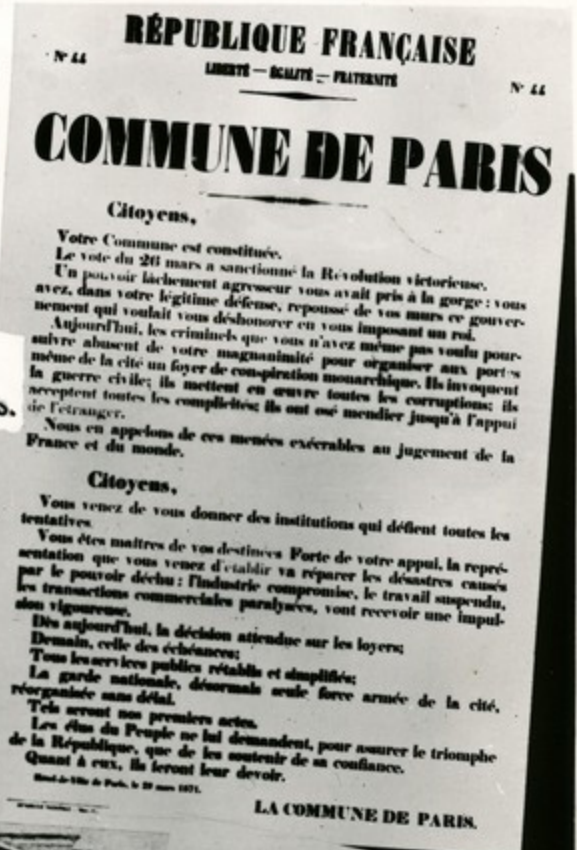 RÉPUBLIQUE FRANÇAISE
N° 44
LIBERTÉ — ÉGALITÉ — FRATERNITÉ
N° 44
COMMUNE DE PARIS
Citoyens,
Votre Commune est constituée.
Le vote du 26 mars a sanctionné la Révolution victorieuse.
Un pouvoir lâchement agresseur vous avait pris à la gorge : vous
avez, dans votre légitime défense, repoussé de vos murs ce gouver-
nement qui voulait vous déshonorer en vous imposant un roi.
Aujourd'hui, les criminels que vous n'avez même pas voulu pour-
suivre abusent de votre magnanimité pour organiser aux portes
même de la cité un foyer de conspiration monarchique. Ils invoquent
la guerre civile; ils mettent en œuvre toutes les corruptions; ils
acceptent toutes les complicités; ils ont osé mendier jusqu'à l'appui
de l'étranger.
Nous en appelons de ces menées exécrables au jugement de la
France et du monde.
Citoyens,
Vous venez de vous donner des institutions qui défient toutes les
tentatives.
Vous êtes maîtres de vos destinées Forte de votre appui, la repré-
sentation que vous venez d'établir va réparer les désastres causés
par le pouvoir déchu : l'industrie compromise, le travail suspendu,
les transactions commerciales paralysées, vont recevoir une impul-
sion vigoureuse.
Dès aujourd'hui, la décision attendue sur les loyers;
Demain, celle des échéances;
Tous les services publics rétablis et simplifiés;
La garde nationale, désormais seule force armée de la cité,
réorganisée sans délai.
Tels seront nos premiers actes.
Les élus du Peuple ne lui demandent, pour assurer le triomphe
de la République, que de les soutenir de sa confiance.
Quant à eux, ils feront leur devoir.
Hôtel-de-Ville de Paris, le 29 mars 1871.
LA COMMUNE DE PARIS.